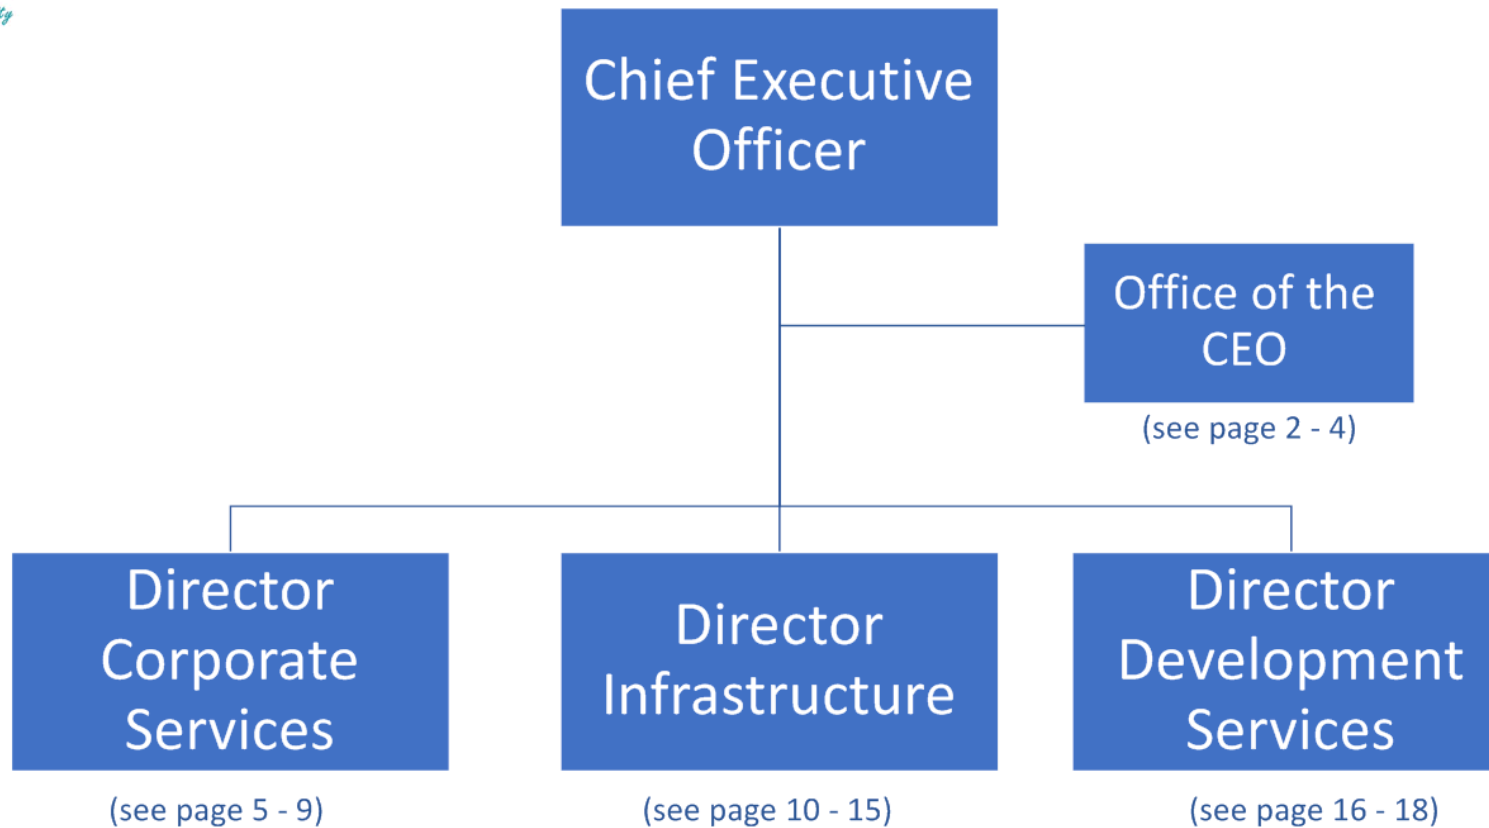 Chief Executive
Officer
Office of the
CEO
(see page 2 - 4)
Director
Corporate
Services
(see page 5 - 9)
Director
Infrastructure
(see page 10 - 15)
Director
Development
Services
(see page 16 - 18)